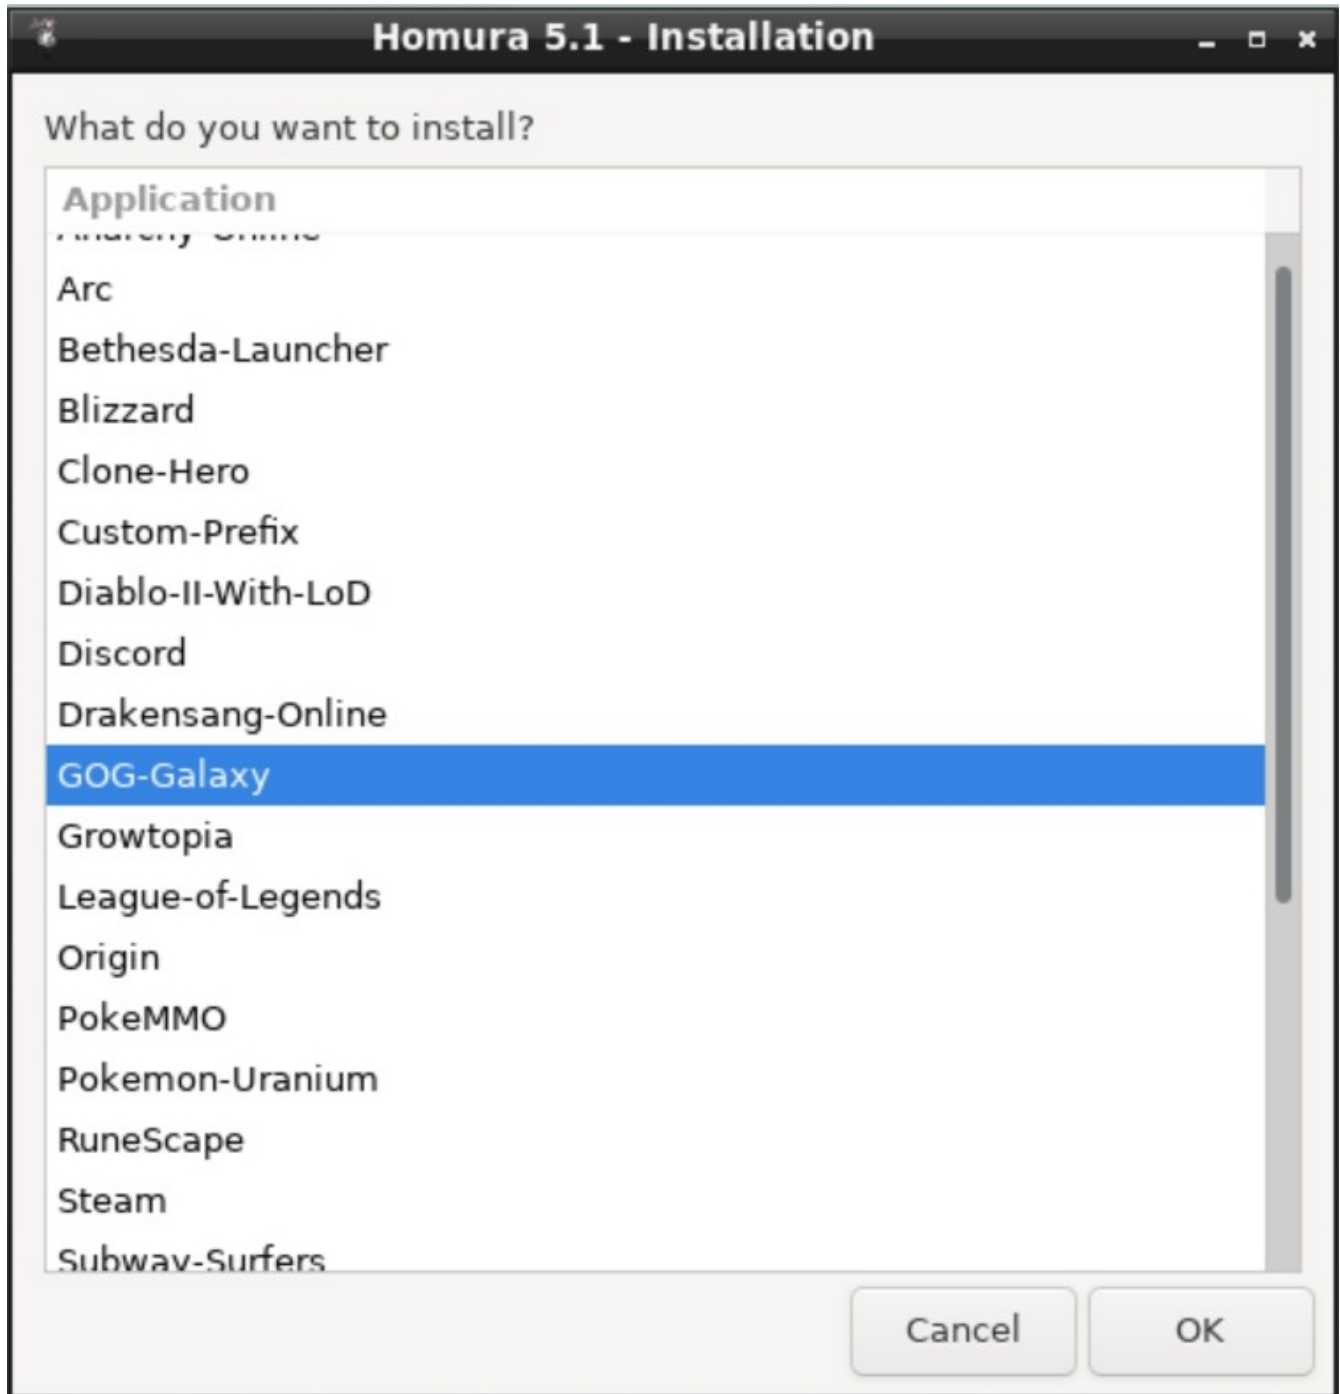 Homura 5.1 - Installation
What do you want to install?
Application
Anarchy-Online
Arc
Bethesda-Launcher
Blizzard
Clone-Hero
Custom-Prefix
Diablo-II-With-LoD
Discord
Drakensang-Online
GOG-Galaxy
Growtopia
League-of-Legends
Origin
PokeMMO
Pokemon-Uranium
RuneScape
Steam
Subway-Surfers
Cancel OK